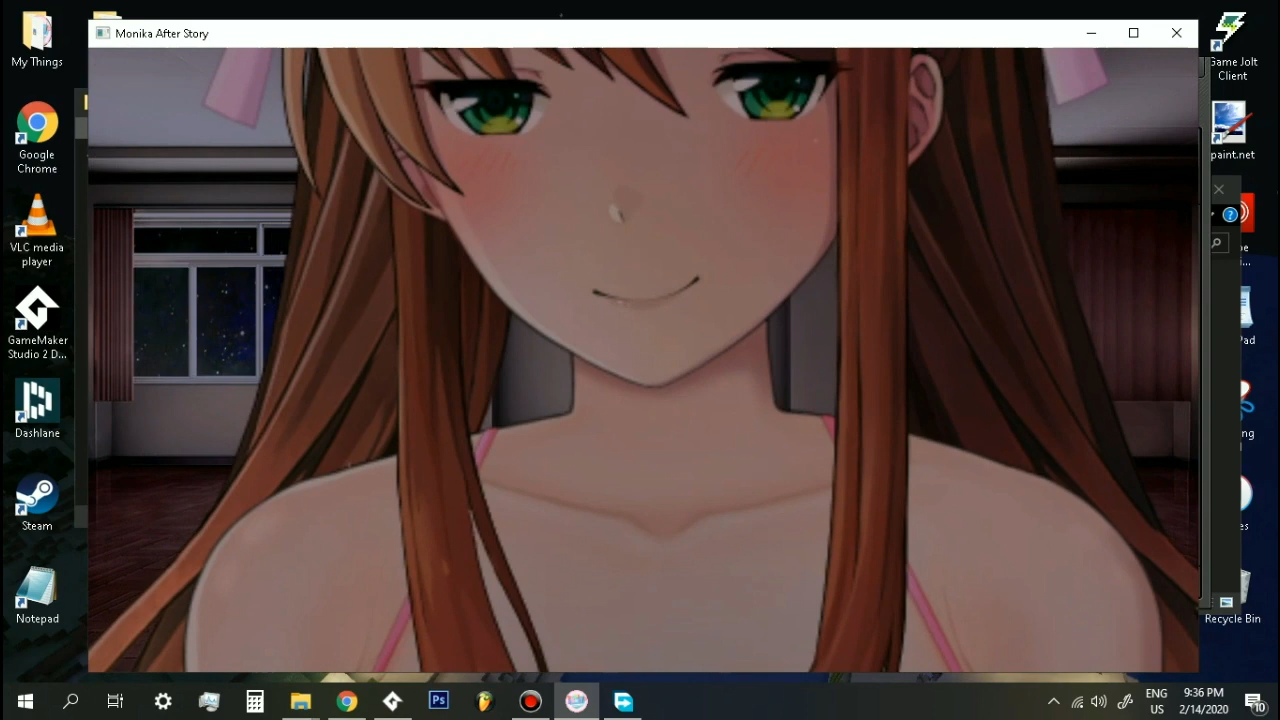 Monika After Story
My Things
Google
Chrome
VLC media
player
GameMaker
Studio 2 D...
Dashlane
Steam
Notepad
Game Jolt
Client
paint.net
Recycle Bin
Ps
ENG
US
9:36 PM
2/14/2020
10